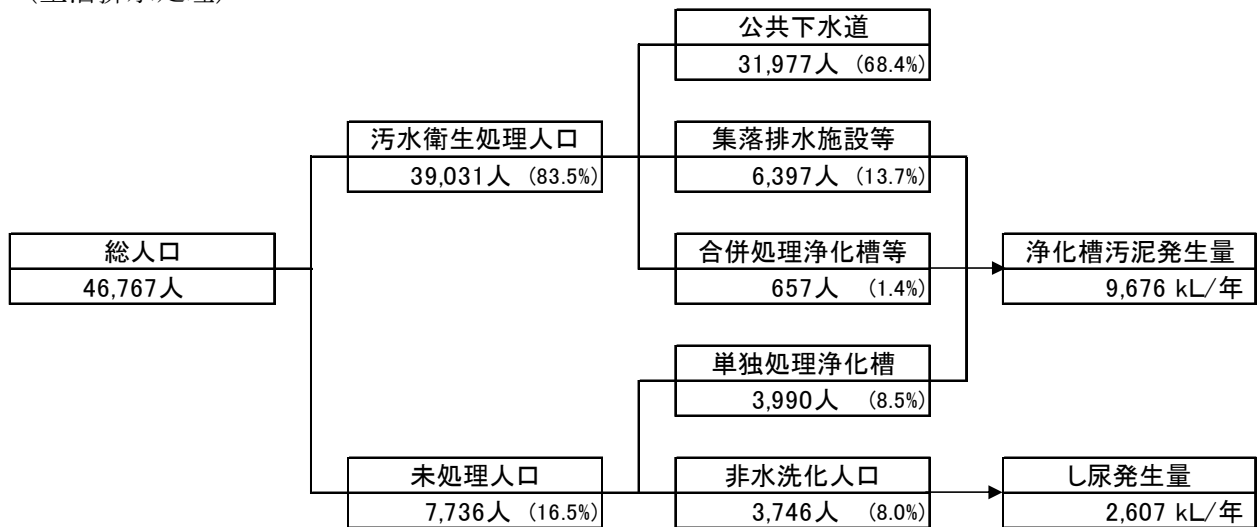 公共下水道
31,977人 (68.4%)
汚水衛生処理人口
39,031人 (83.5%)
集落排水施設等
6,397人 (13.7%)
総人口
46,767人
合併処理浄化槽等
657人 (1.4%)
浄化槽汚泥発生量
9,676 kL/年
単独処理浄化槽
3,990人 (8.5%)
未処理人口
7,736人 (16.5%)
非水洗化人口
3,746人 (8.0%)
し尿発生量
2,607 kL/年